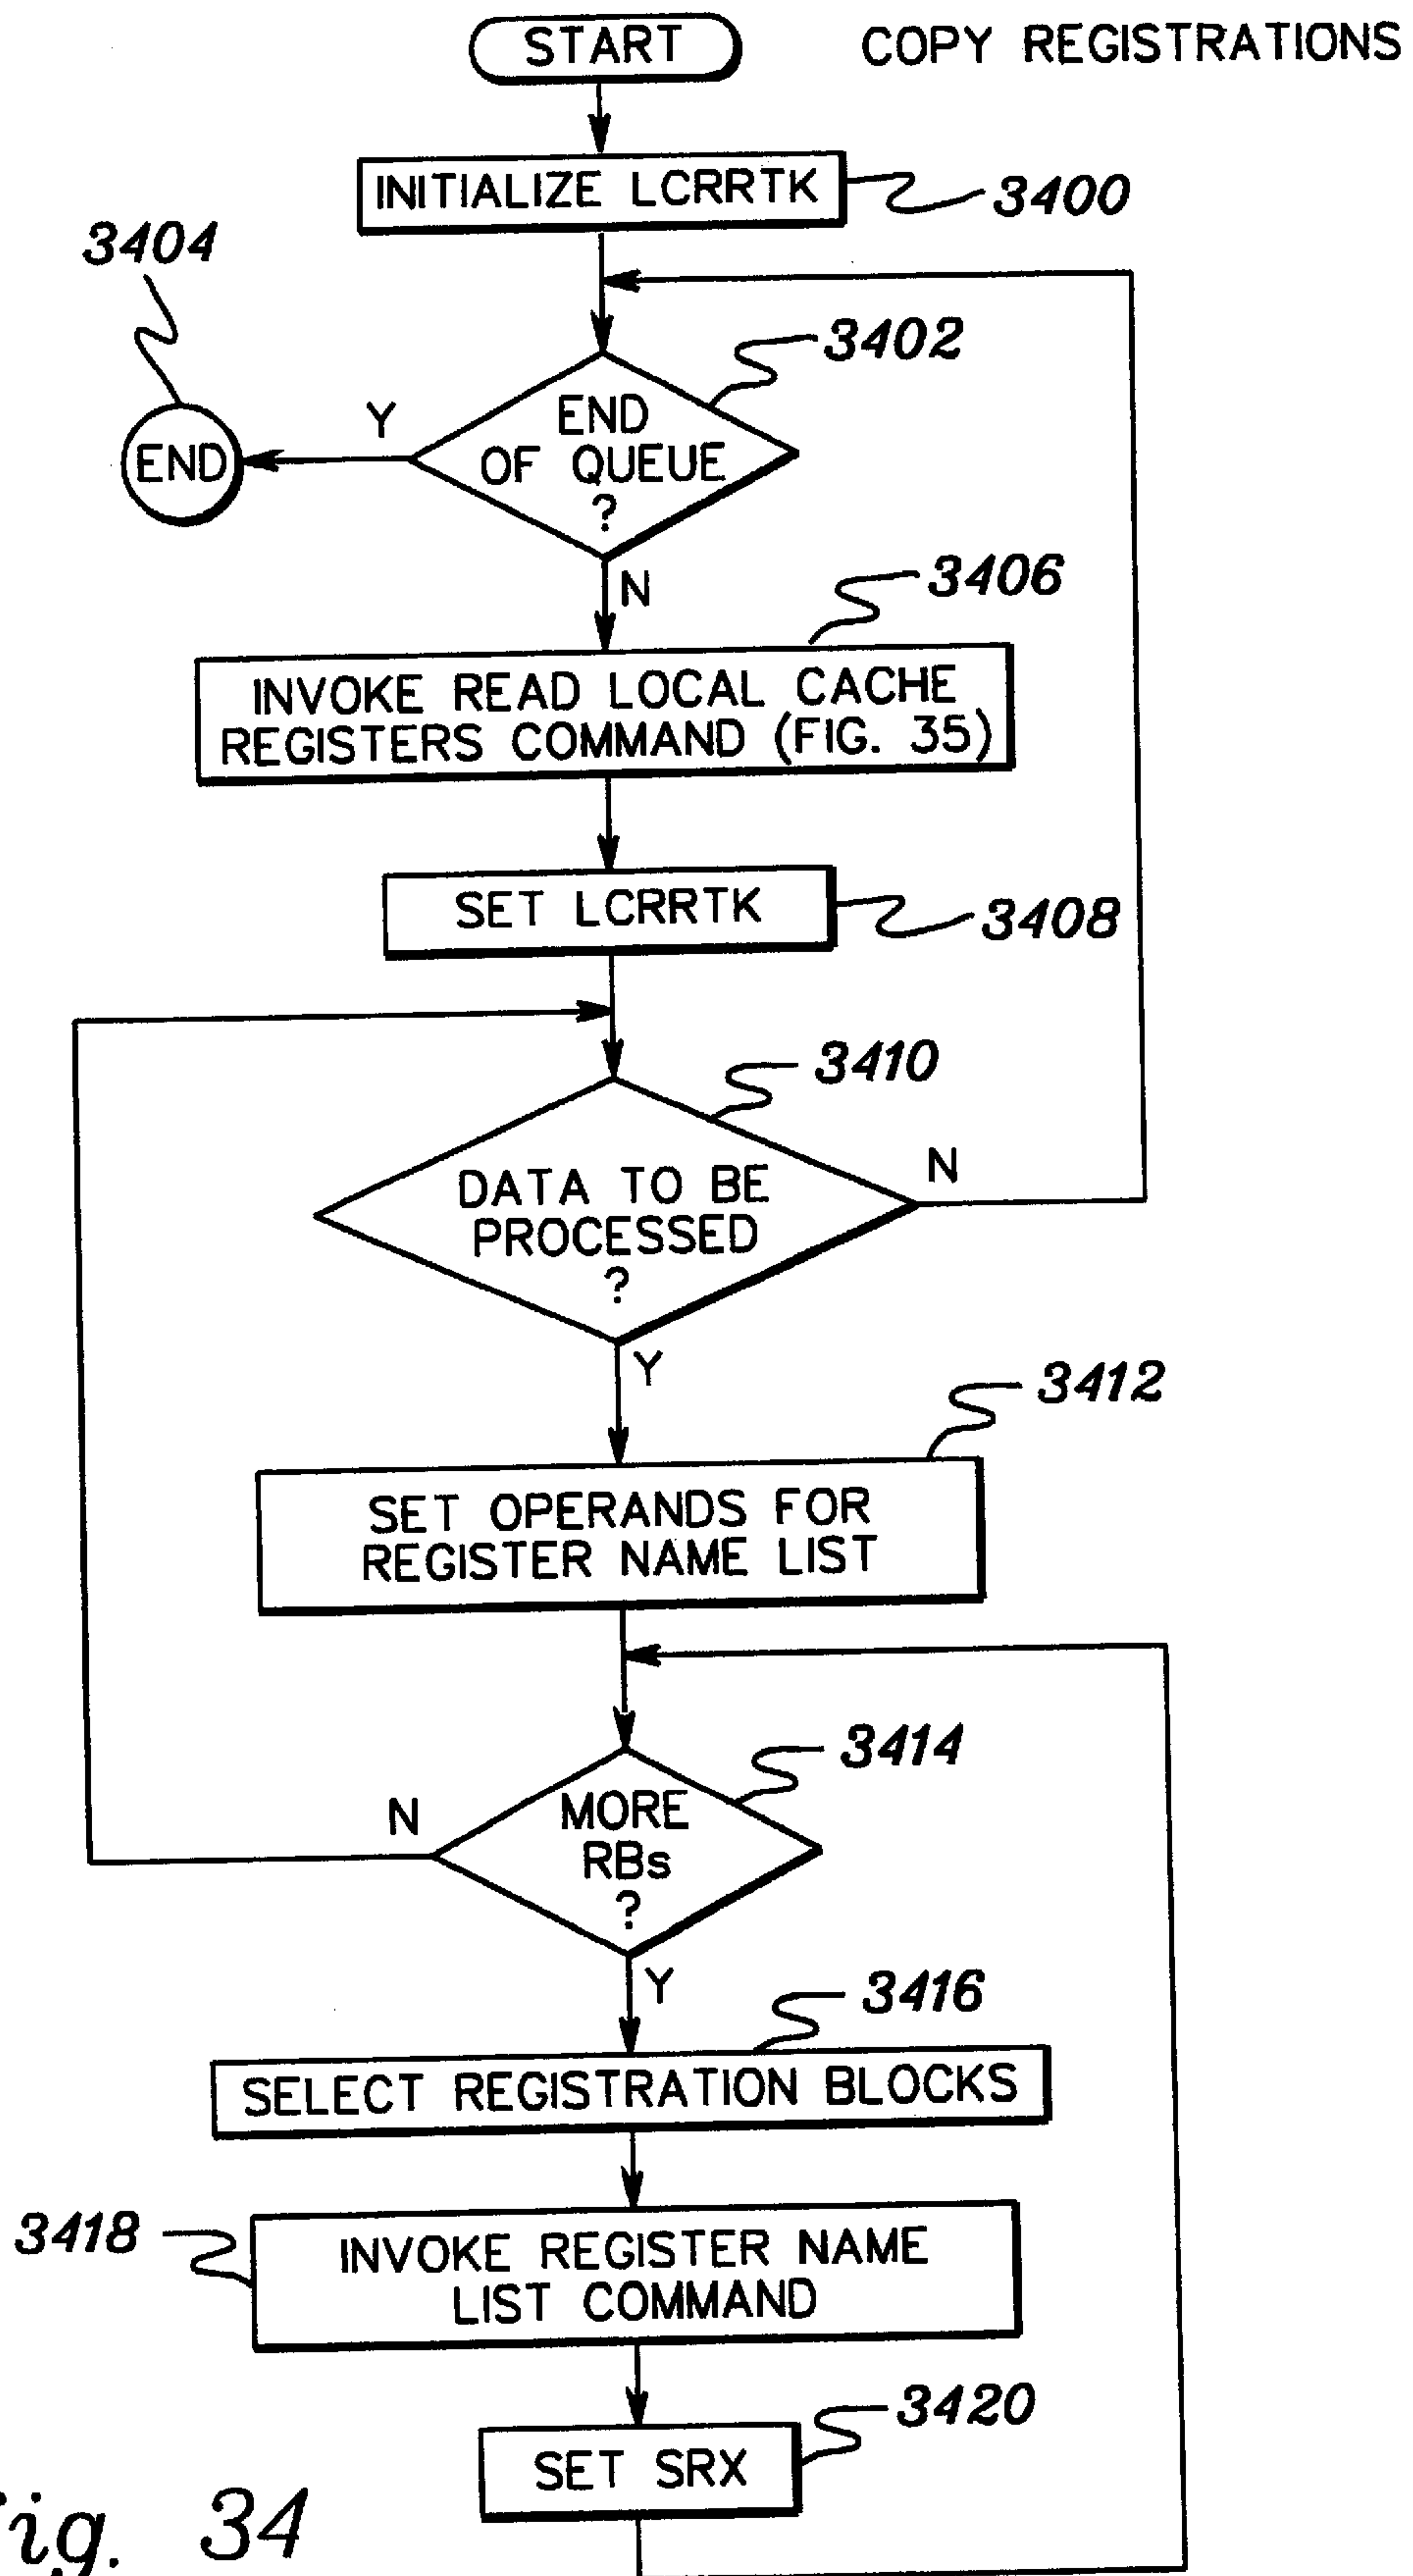 START
COPY REGISTRATIONS
INITIALIZE LCRRTK
3400
3404
3402
END
OF QUEUE
?
Y
END
N
3406
INVOKE READ LOCAL CACHE
REGISTERS COMMAND (FIG. 35)
SET LCRRTK
3408
3410
DATA TO BE
PROCESSED
?
N
Y
3412
SET OPERANDS FOR
REGISTER NAME LIST
3414
MORE
RBs
?
N
Y
3416
SELECT REGISTRATION BLOCKS
3418
INVOKE REGISTER NAME
LIST COMMAND
3420
SET SRX
ig. 34